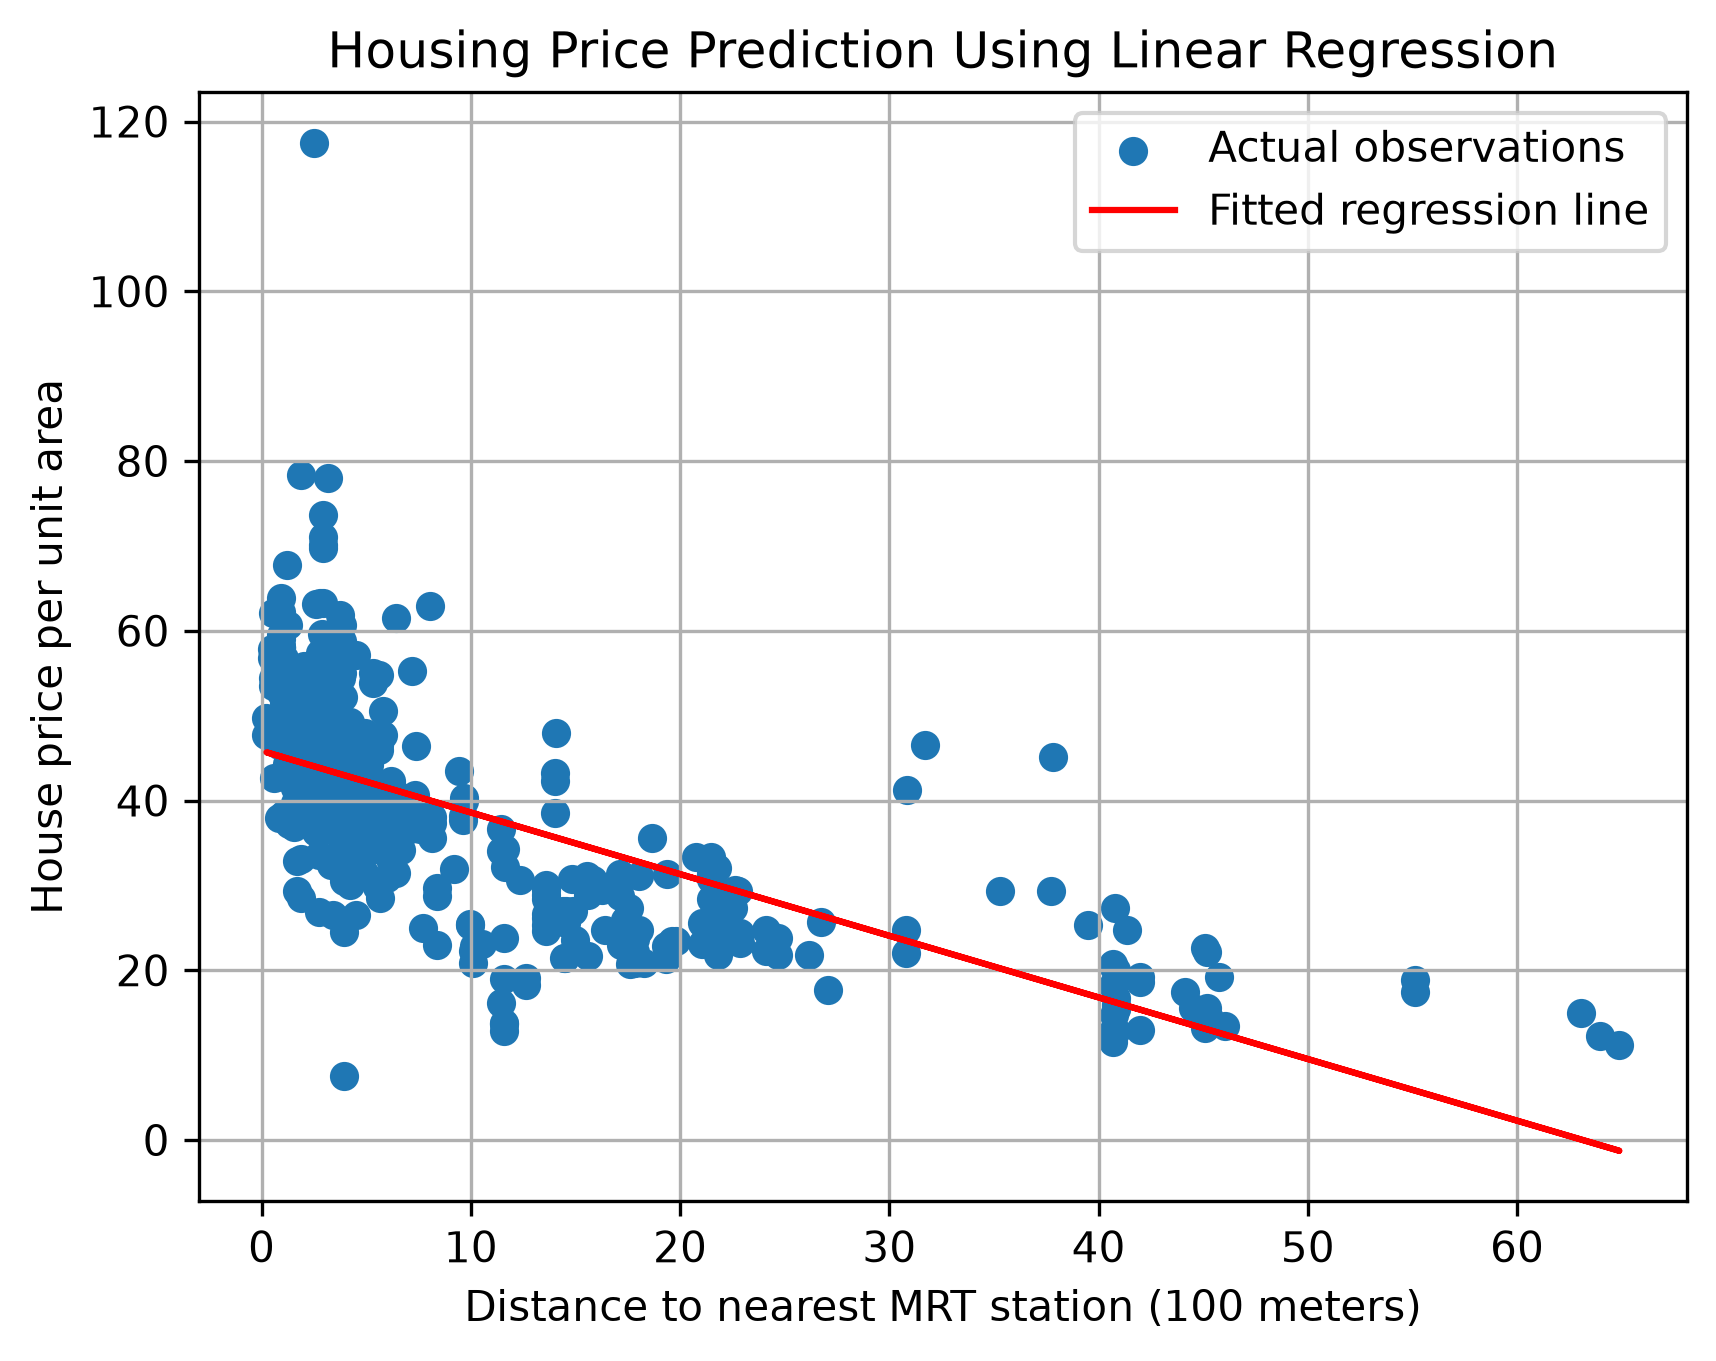 Housing Price Prediction Using Linear Regression
Actual observations
Fitted regression line
120
100
80
60
40
20
0
House price per unit area
0 10 20 30 40 50 60
Distance to nearest MRT station (100 meters)